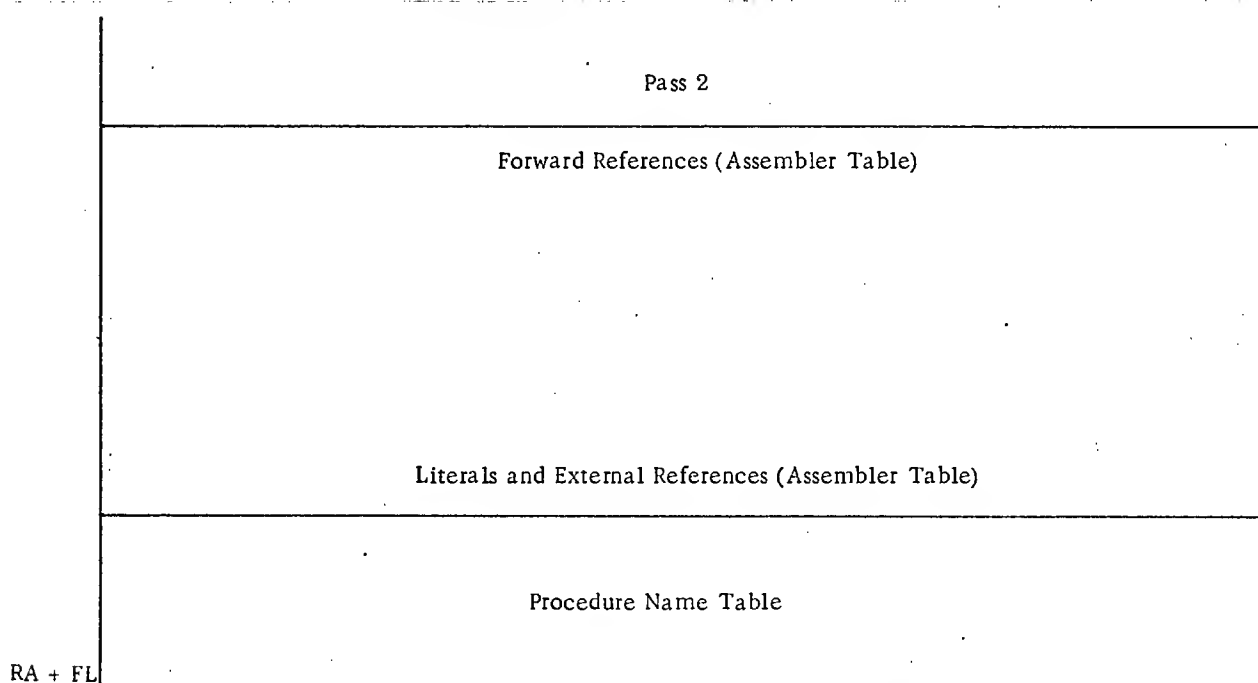 Pass 2
Forward References (Assembler Table)
Literals and External References (Assembler Table)
Procedure Name Table
RA + FL